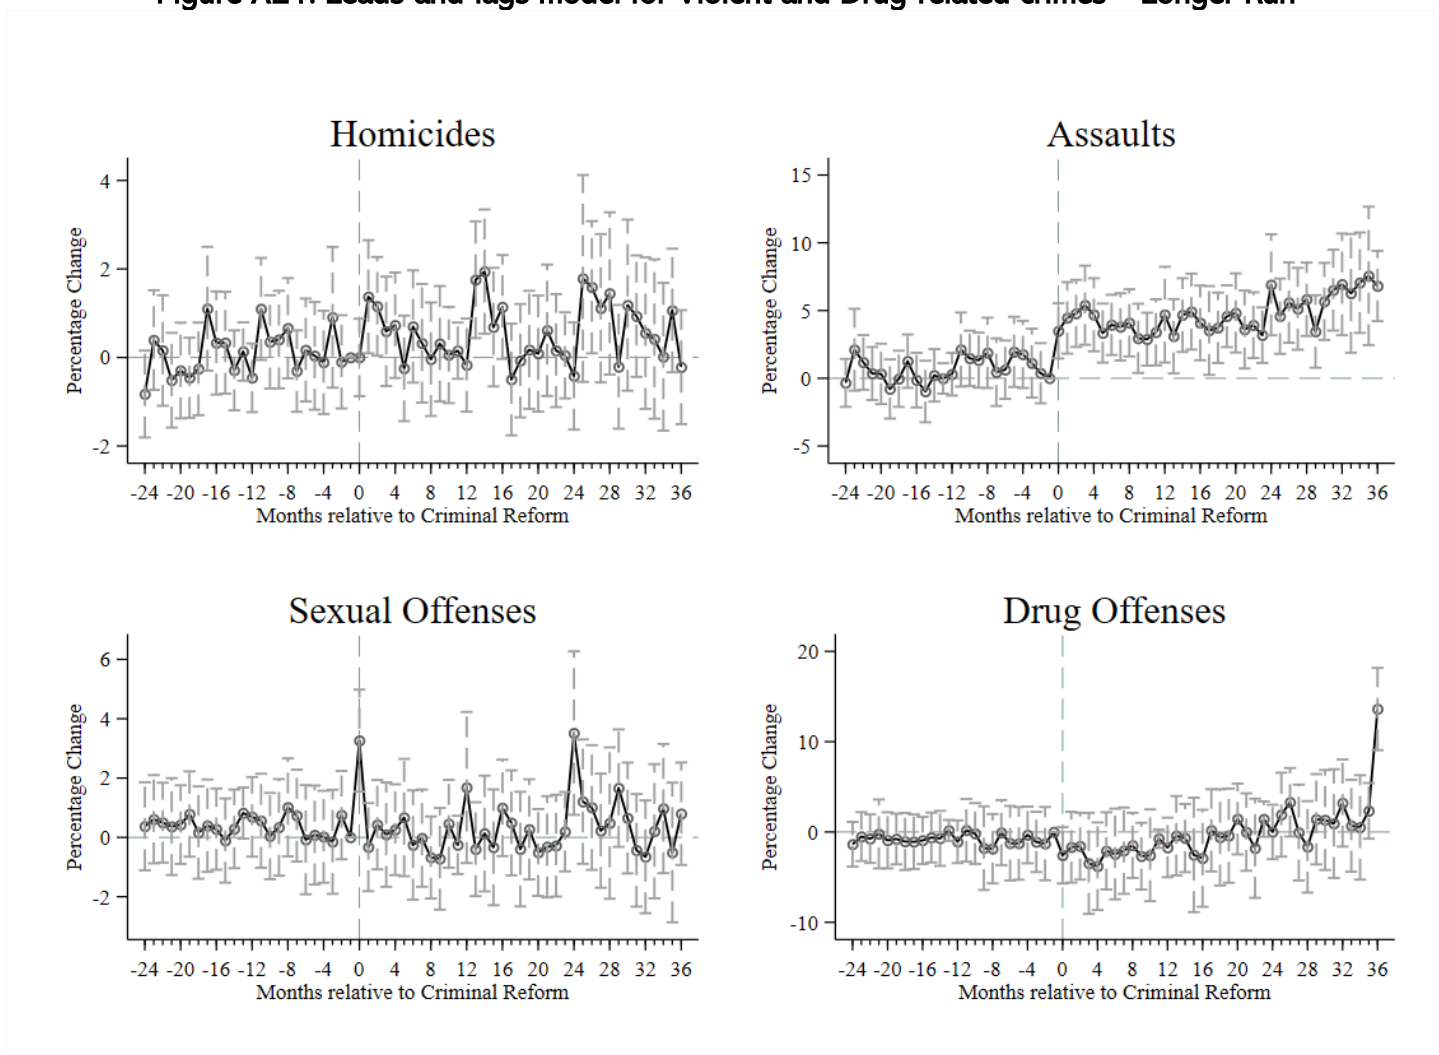 Homicides
Percentage Change
4
2
0
-2
-24 -20 -16 -12 -8 -4 0 4 8 12 16 20 24 28 32 36
Months relative to Criminal Reform
Assaults
Percentage Change
15
10
5
0
-5
-24 -20 -16 -12 -8 -4 0 4 8 12 16 20 24 28 32 36
Months relative to Criminal Reform
Sexual Offenses
Percentage Change
6
4
2
0
-2
-24 -20 -16 -12 -8 -4 0 4 8 12 16 20 24 28 32 36
Months relative to Criminal Reform
Drug Offenses
Percentage Change
20
10
0
-10
-24 -20 -16 -12 -8 -4 0 4 8 12 16 20 24 28 32 36
Months relative to Criminal Reform